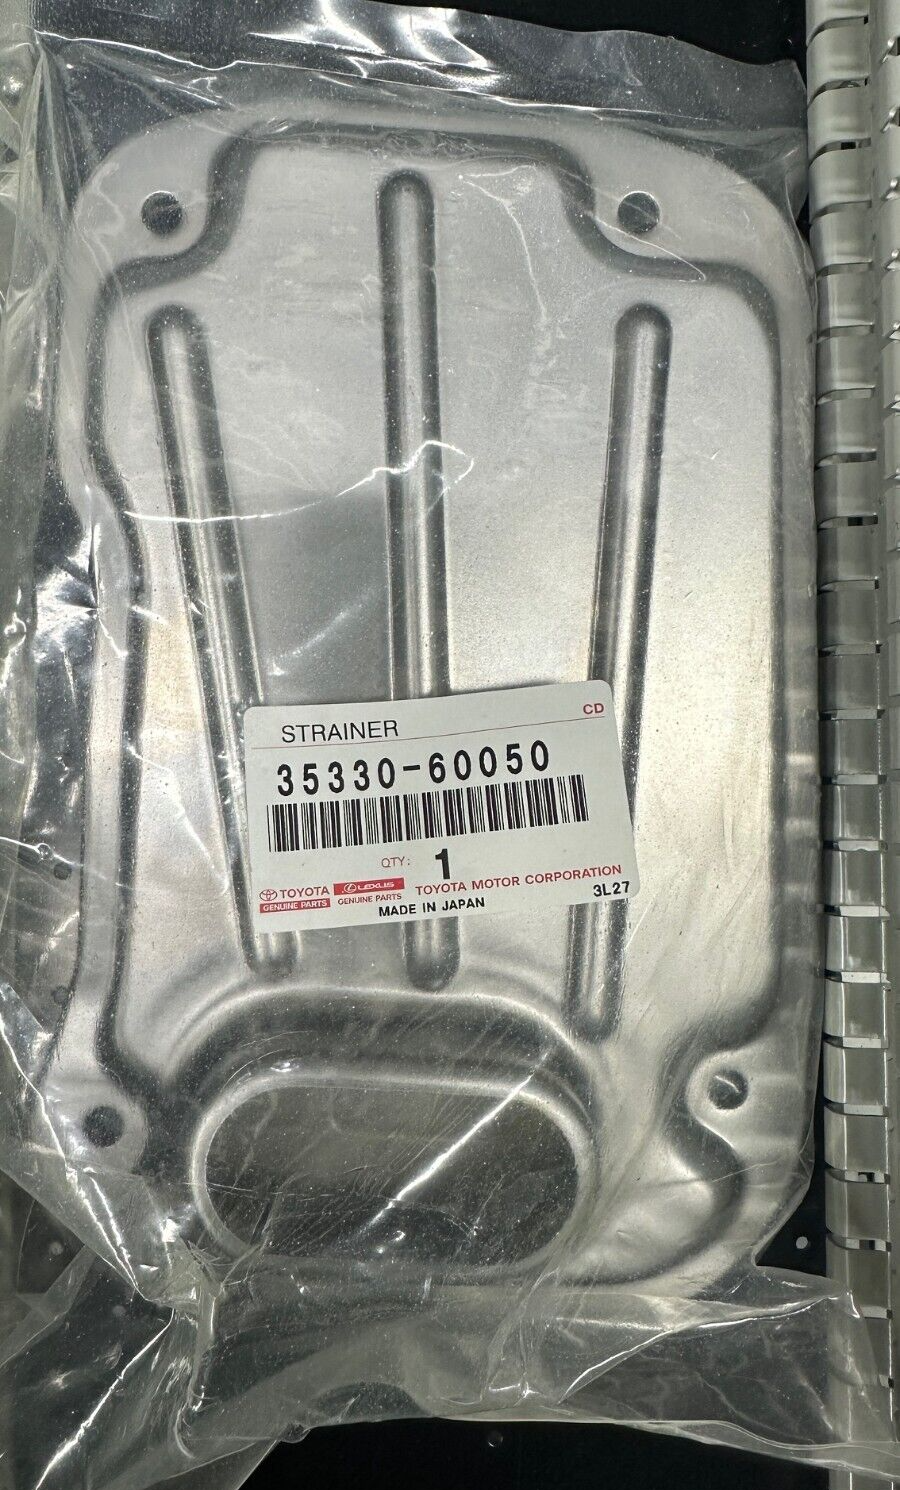 STRAINER CD
35330-60050
QTY: 1
TOYOTA LEXUS TOYOTA MOTOR CORPORATION
GENUINE PARTS GENUINE PARTS 3L27
MADE IN JAPAN